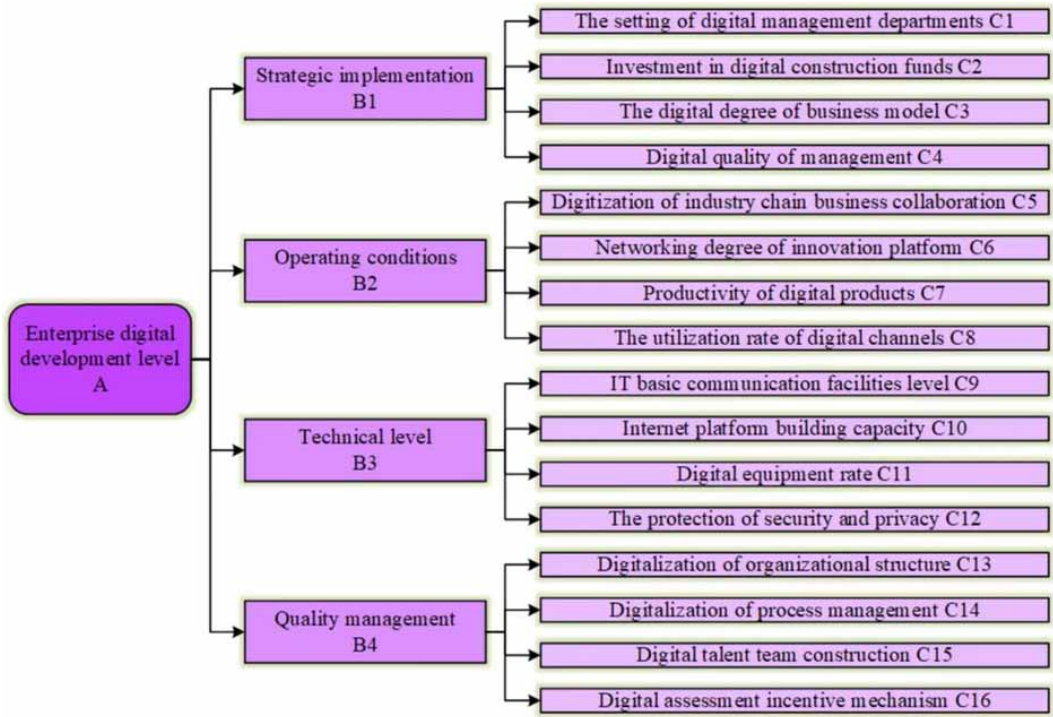 Enterprise digital
development level
A
Strategic implementation
B1
Operating conditions
B2
Technical level
B3
Quality management
B4
The setting of digital management departments C1
Investment in digital construction funds C2
The digital degree of business model C3
Digital quality of management C4
Digitization of industry chain business collaboration C5
Networking degree of innovation platform C6
Productivity of digital products C7
The utilization rate of digital channels C8
IT basic communication facilities level C9
Internet platform building capacity C10
Digital equipment rate C11
The protection of security and privacy C12
Digitalization of organizational structure C13
Digitalization of process management C14
Digital talent team construction C15
Digital assessment incentive mechanism C16